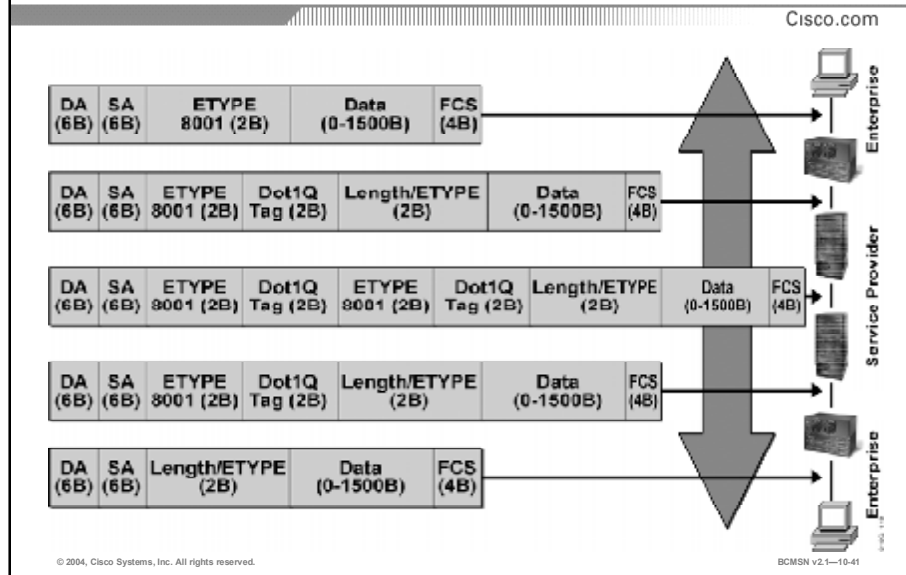 Cisco.com
DA SA ETYPE Data FCS
(6B) (6B) 8001 (2B) (0-1500B) (4B)
DA SA ETYPE Dot1Q Length/ETYPE Data FCS
(6B) (6B) 8001 (2B) Tag (2B) (2B) (0-1500B) (4B)
DA SA ETYPE Dot1Q ETYPE Dot1Q Length/ETYPE Data FCS
(6B) (6B) 8001 (2B) Tag (2B) 8001 (2B) Tag (2B) (2B) (0-1500B) (4B)
DA SA ETYPE Dot1Q Length/ETYPE Data FCS
(6B) (6B) 8001 (2B) Tag (2B) (2B) (0-1500B) (4B)
DA SA Length/ETYPE Data FCS
(6B) (6B) (2B) (0-1500B) (4B)
Enterprise
Service Provider
Enterprise
© 2004, Cisco Systems, Inc. All rights reserved.
BCMSN v2.1—10-41